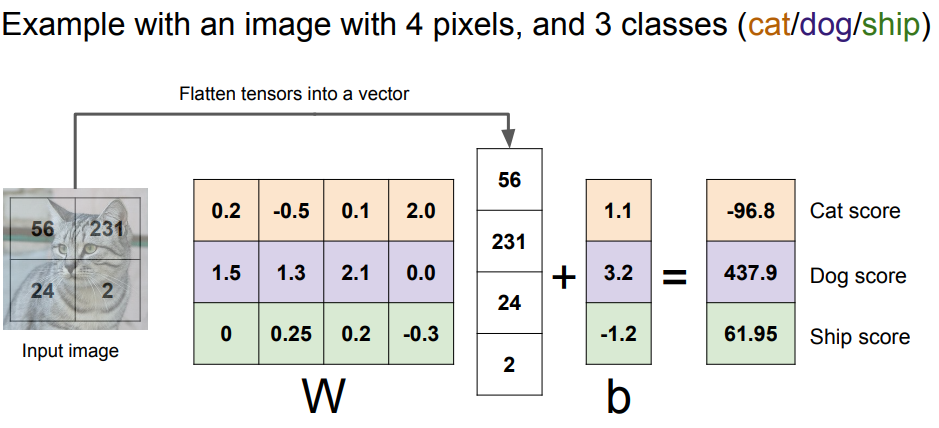 Example with an image with 4 pixels, and 3 classes (cat/dog/ship)
Flatten tensors into a vector
56 231
24 2
Input image
0.2 -0.5 0.1 2.0
1.5 1.3 2.1 0.0
0 0.25 0.2 -0.3
W
56
231
24
2
+
1.1
3.2
-1.2
b
=
-96.8 Cat score
437.9 Dog score
61.95 Ship score